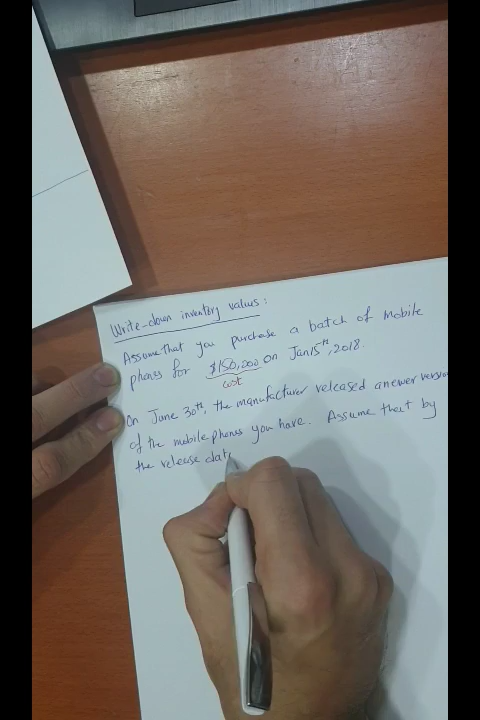 Write-down inventory values:
Assume that you purchase a batch of Mobile
phones for $150,000 on Jan 15th, 2018.
cost
On June 30th, the manufacturer released a newer version
of the mobile phones you have. Assume that by
the release date